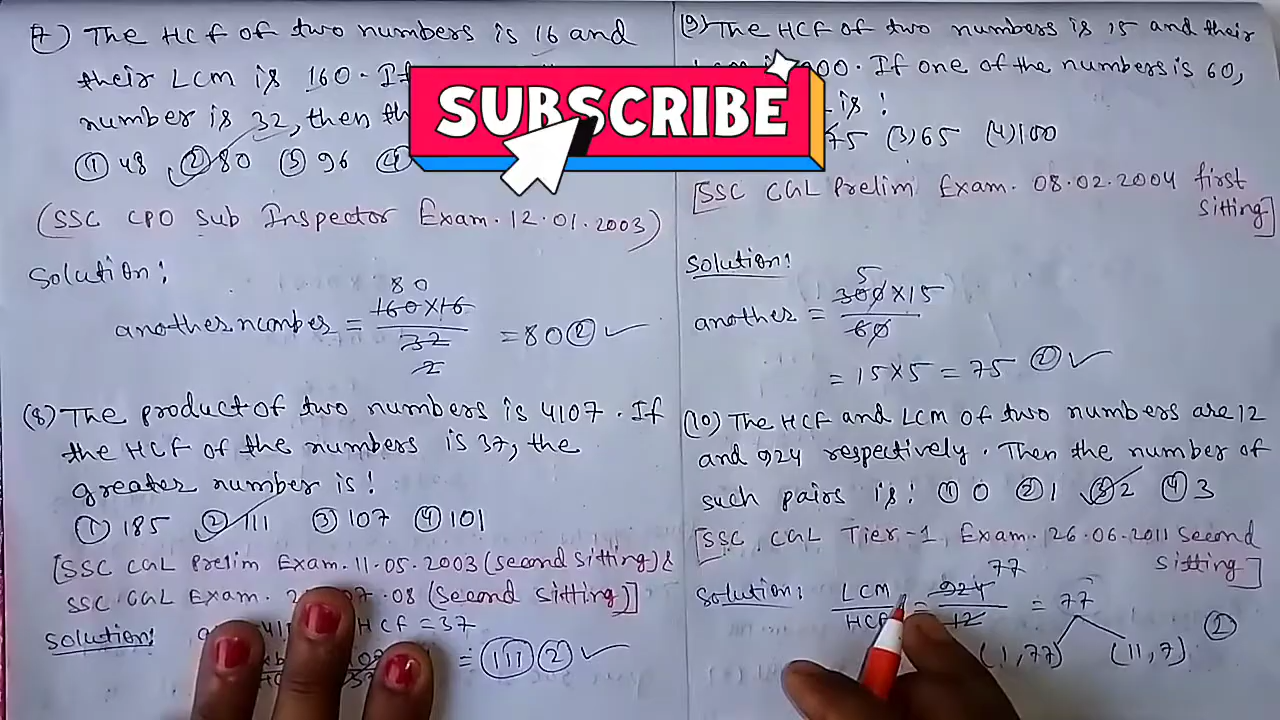 7) The HCF of two numbers is 16 and
their LCM is 160. If
number is 32, then
① 48 ② 80 ③ 96 ④
(SSC CPO Sub Inspector Exam. 12.01.2003)
Solution:
80
another number = 160×16 = 80 ② ✓
32
2
(8) The product of two numbers is 4107. If
the HCF of the numbers is 37, the
greater number is!
① 185 ② 111 ③ 107 ④ 101
[SSC CGL Prelim Exam. 11.05.2003 (second sitting) &
SSC CGL Exam. 07.08 (second sitting)]
Solution: HCF = 37
= 111 ② ✓
SUBSCRIBE
(9) The HCF of two numbers is 15 and their
If one of the numbers is 60,
is!
75 (3) 65 (4) 100
[SSC CGL Prelim Exam. 08.02.2004 first
sitting]
Solution:
5
another = 300×15
60
= 15×5 = 75 ② ✓
(10) The HCF and LCM of two numbers are 12
and 924 respectively. Then the number of
such pairs is! ① 0 ② 1 ③ 2 ④ 3
[SSC CGL Tier-1 Exam. 26.06.2011 Second
sitting]
77
Solution: LCM = 924 = 77
HCF 12
(1,77) (11,7) ②